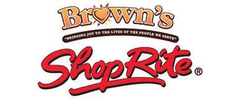 Brown's
"BRINGING JOY TO THE LIVES OF THE PEOPLE WE SERVE"
ShopRite®